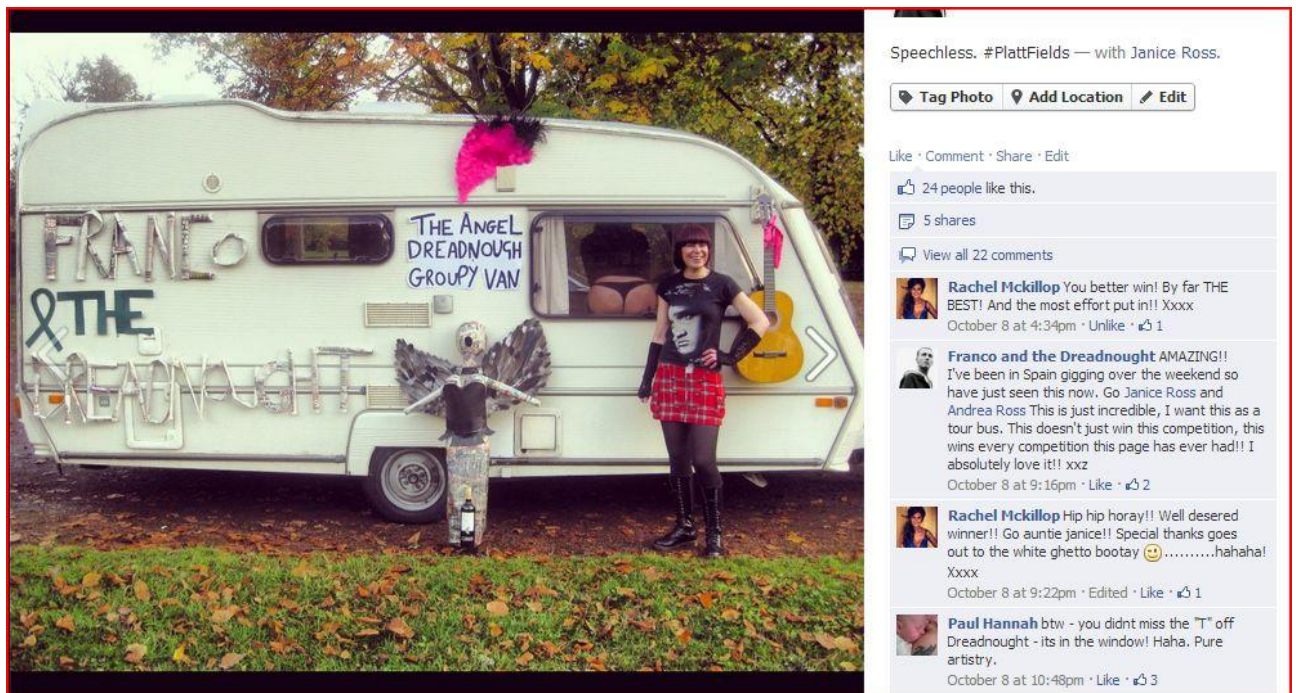 FRANCO
& THE
DREADNAUGHT
THE ANGEL
DREADNOUGH
GROUPY VAN
Speechless. #PlattFields — with Janice Ross.
Tag Photo Add Location Edit
Like · Comment · Share · Edit
24 people like this.
5 shares
View all 22 comments
Rachel Mckillop You better win! By far THE
BEST! And the most effort put in!! Xxxx
October 8 at 4:34pm · Unlike · 1
Franco and the Dreadnought AMAZING!!
I've been in Spain gigging over the weekend so
have just seen this now. Go Janice Ross and
Andrea Ross This is just incredible, I want this as a
tour bus. This doesn't just win this competition, this
wins every competition this page has ever had!! I
absolutely love it!! xxz
October 8 at 9:16pm · Like · 2
Rachel Mckillop Hip hip horay!! Well desered
winner!! Go auntie janice!! Special thanks goes
out to the white ghetto bootay ..........hahaha!
Xxxx
October 8 at 9:22pm · Edited · Like · 1
Paul Hannah btw - you didnt miss the "T" off
Dreadnought - its in the window! Haha. Pure
artistry.
October 8 at 10:48pm · Like · 3